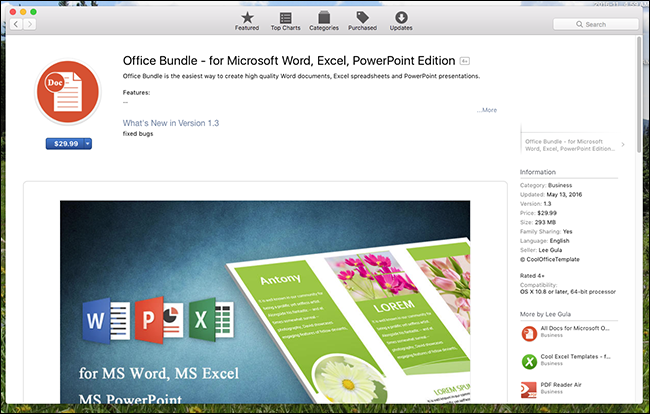 Featured
Top Charts
Categories
Purchased
Updates
Search
Office Bundle - for Microsoft Word, Excel, PowerPoint Edition 4+
Doc
$29.99
Office Bundle is the easiest way to create high quality Word documents, Excel spreadsheets and PowerPoint presentations.
Features:
...
...More
What's New in Version 1.3
fixed bugs
Office Bundle - for Microsoft
Word, Excel, PowerPoint Edition...
Information
Category: Business
Updated: May 13, 2016
Version: 1.3
Price: $29.99
Size: 293 MB
Family Sharing: Yes
Language: English
Seller: Lee Gula
© CoolOfficeTemplate
Rated 4+
Compatibility:
OS X 10.8 or later, 64-bit processor
More by Lee Gula
All Docs for Microsoft O...
Business
Cool Excel Templates - f...
Business
PDF Reader Air
Business
Antony
LOREM
LOREM SPUM
W
P
X
for MS Word, MS Excel
MS PowerPoint